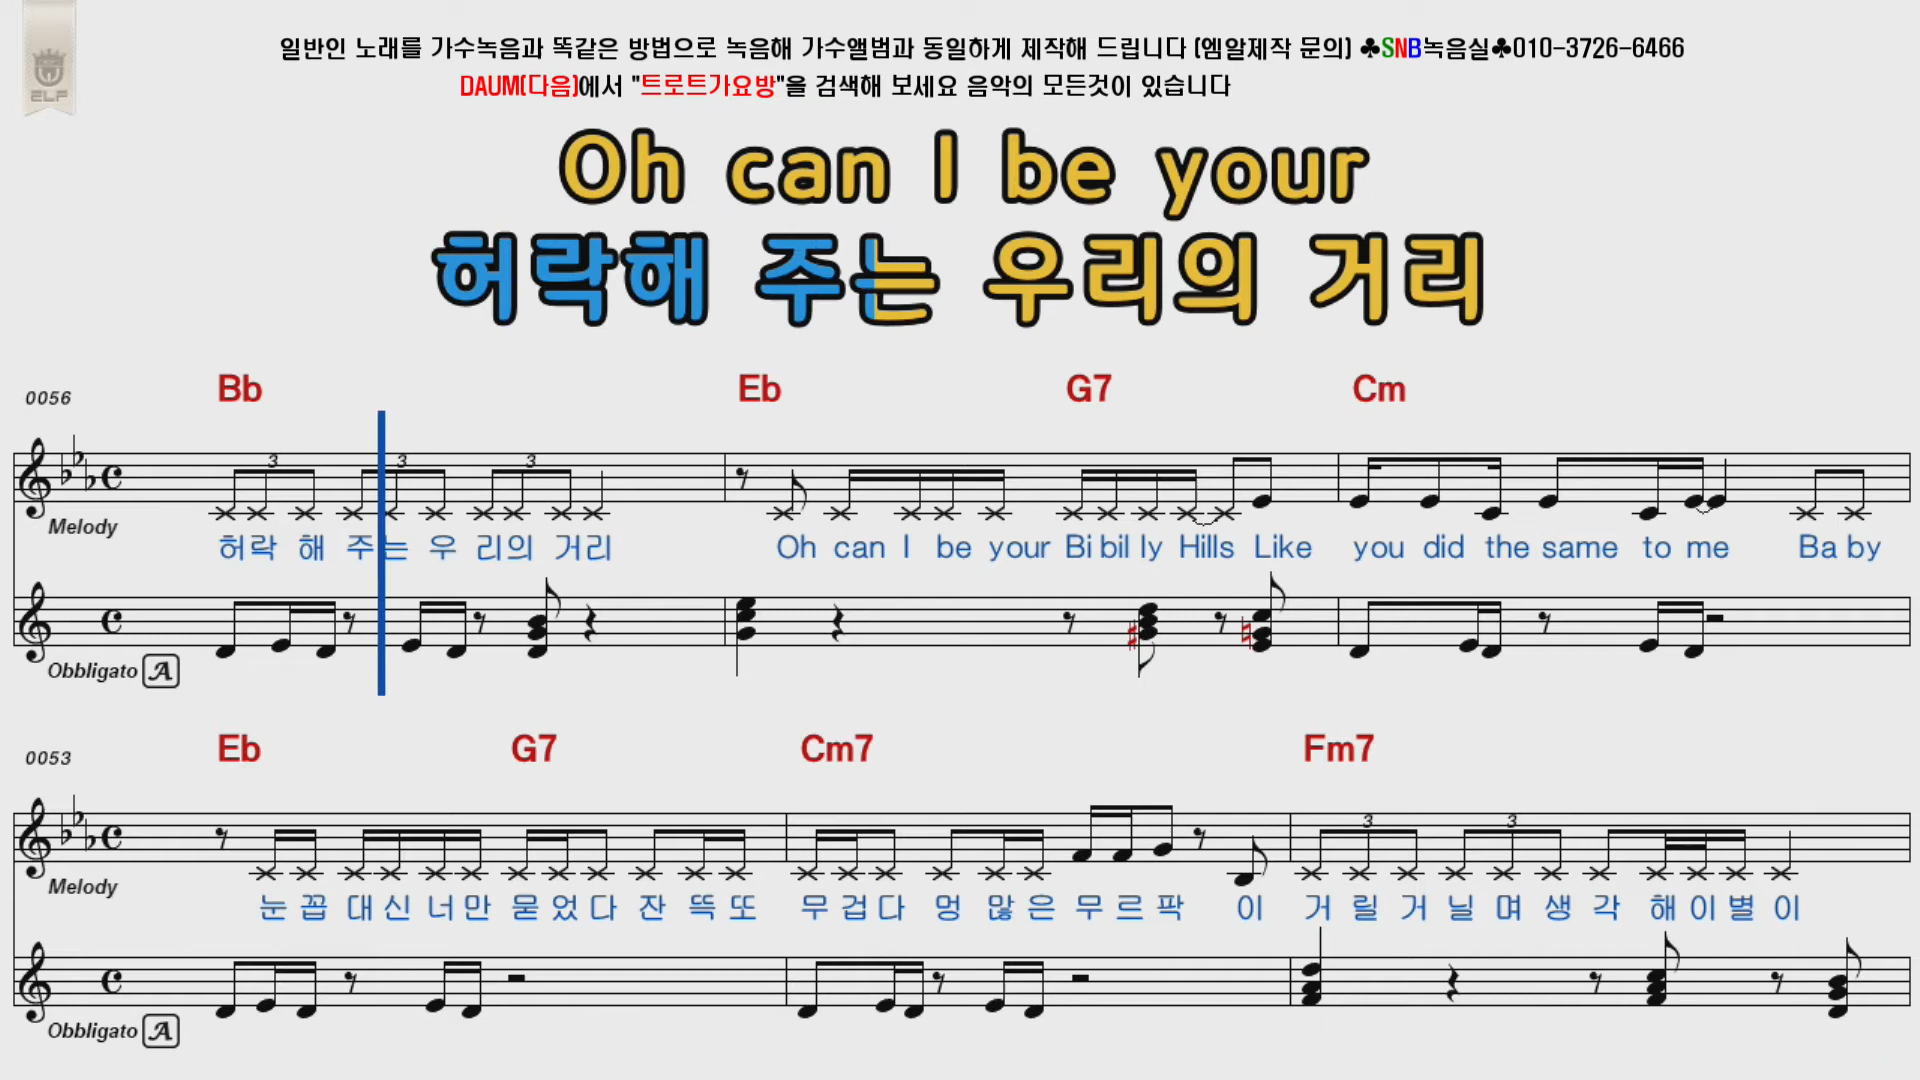 ELF
일반인 노래를 가수녹음과 똑같은 방법으로 녹음해 가수앨범과 동일하게 제작해 드립니다 (엠알제작 문의) ♣SNB녹음실♣010-3726-6466
DAUM(다음)에서 "트로트가요방"을 검색해 보세요 음악의 모든것이 있습니다
Oh can I be your
허락해 주는 우리의 거리
0056 Bb Eb G7 Cm
3 3 3
Melody
허락 해 주는 우 리의 거리 Oh can I be your Bi bil ly Hills Like you did the same to me Ba by
Obbligato A
0053 Eb G7 Cm7 Fm7
3 3
Melody
눈 꼽 대 신 너 만 묻 었 다 잔 뜩 또 무 겁 다 멍 많 은 무 르 팍 이 거 릴 거 닐 며 생 각 해 이 별 이
Obbligato A